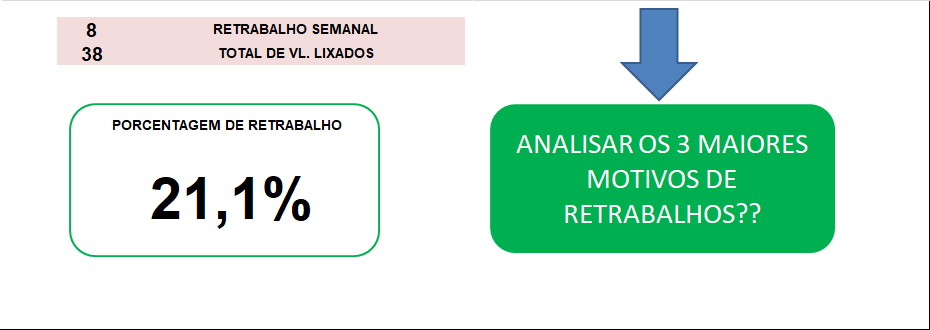 8 RETRABALHO SEMANAL
38 TOTAL DE VL. LIXADOS
PORCENTAGEM DE RETRABALHO
21,1%
ANALISAR OS 3 MAIORES
MOTIVOS DE
RETRABALHOS??